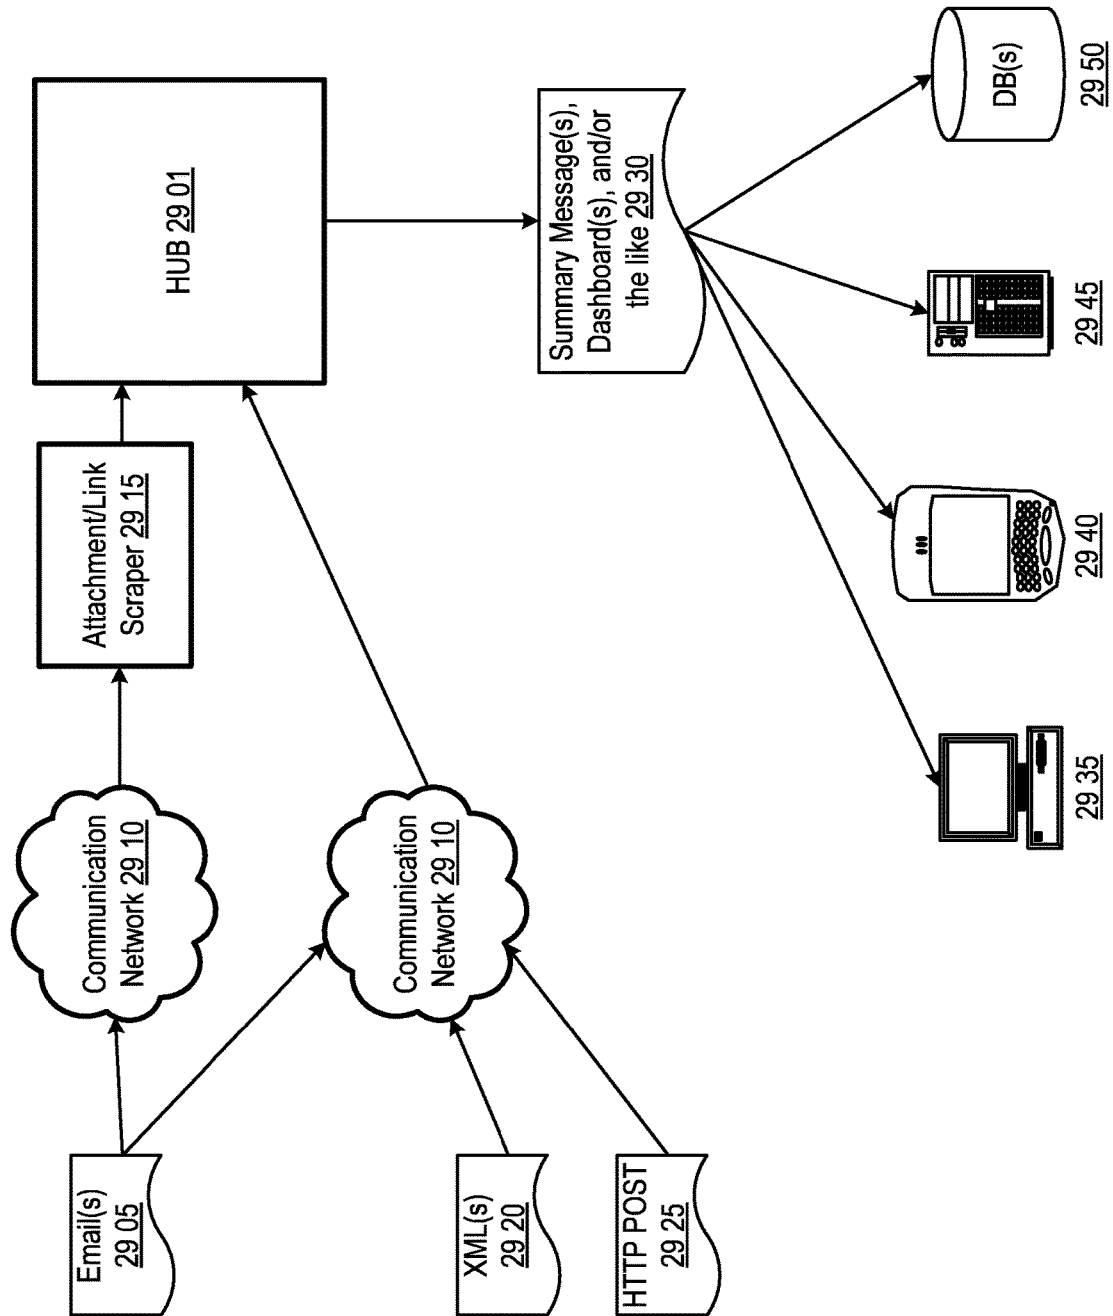 Email(s)
29 05
Communication
Network 29 10
Attachment/Link
Scraper 29 15
HUB 29 01
XML(s)
29 20
HTTP POST
29 25
Communication
Network 29 10
Summary Message(s),
Dashboard(s), and/or
the like 29 30
29 35
29 40
29 45
DB(s)
29 50